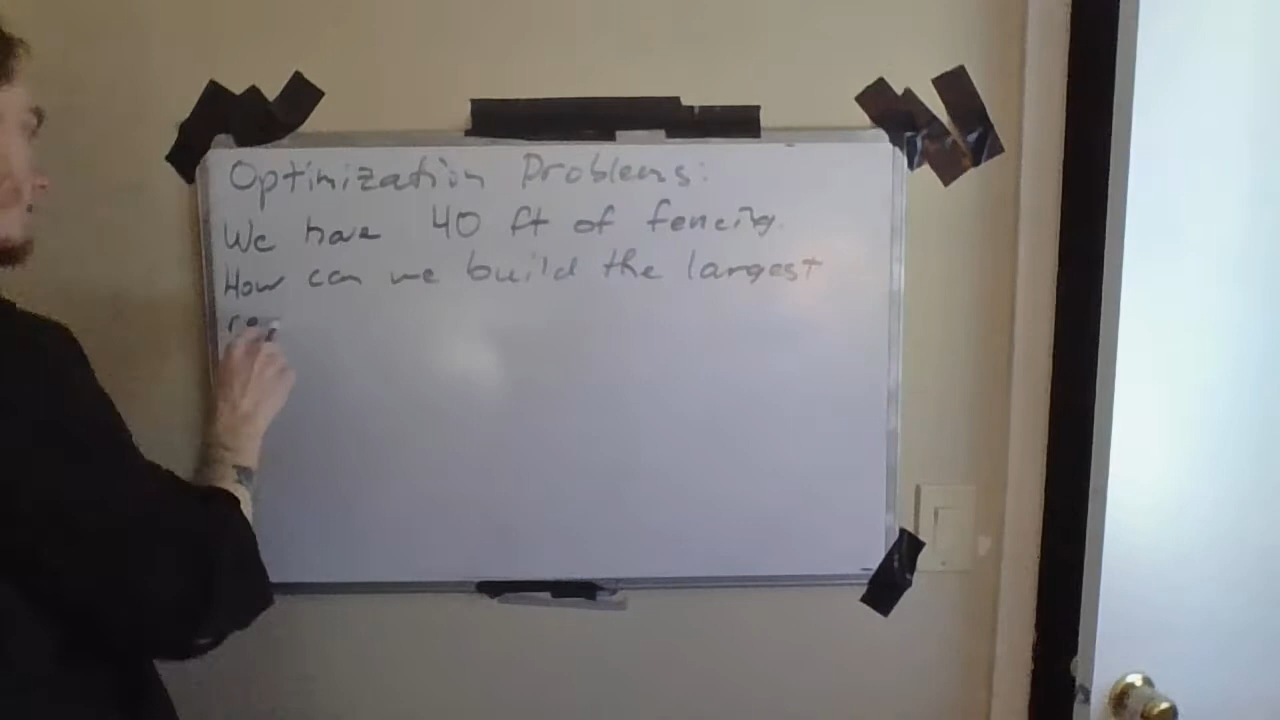 Optimization Problems:
We have 40 ft of fencing.
How can we build the largest